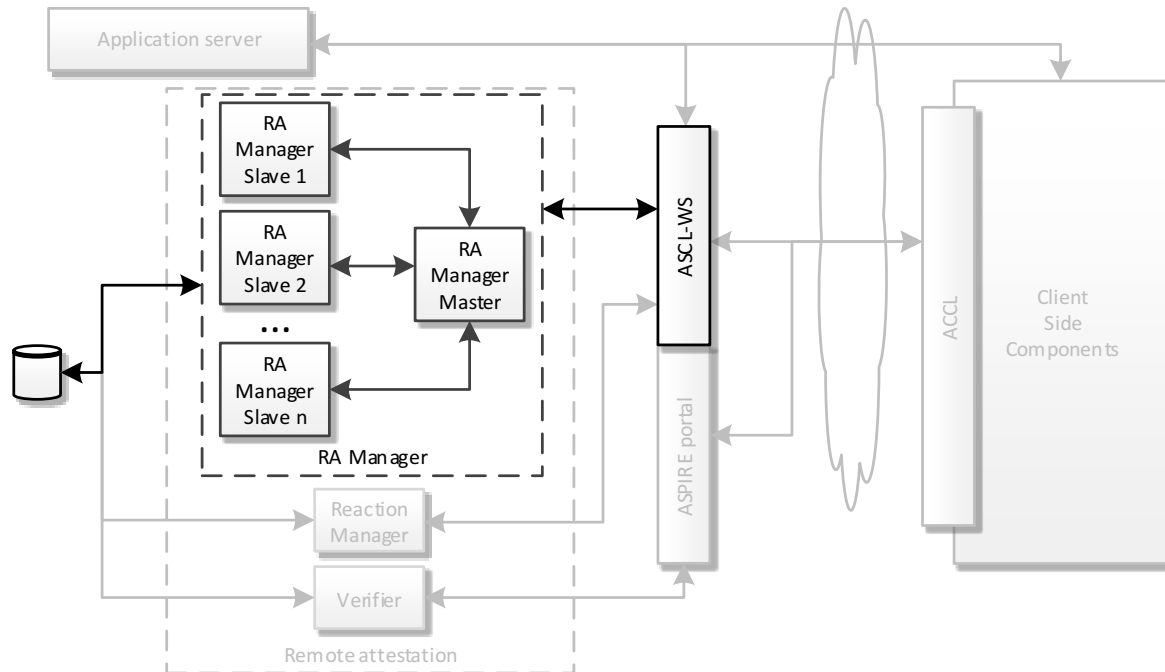 Application server
RA
Manager
Slave 1
RA
Manager
Slave 2
...
RA
Manager
Slave n
RA
Manager
Master
RA Manager
Reaction
Manager
Verifier
Remote attestation
ASCL-WS
ASPIRE portal
ACCL
Client
Side
Components